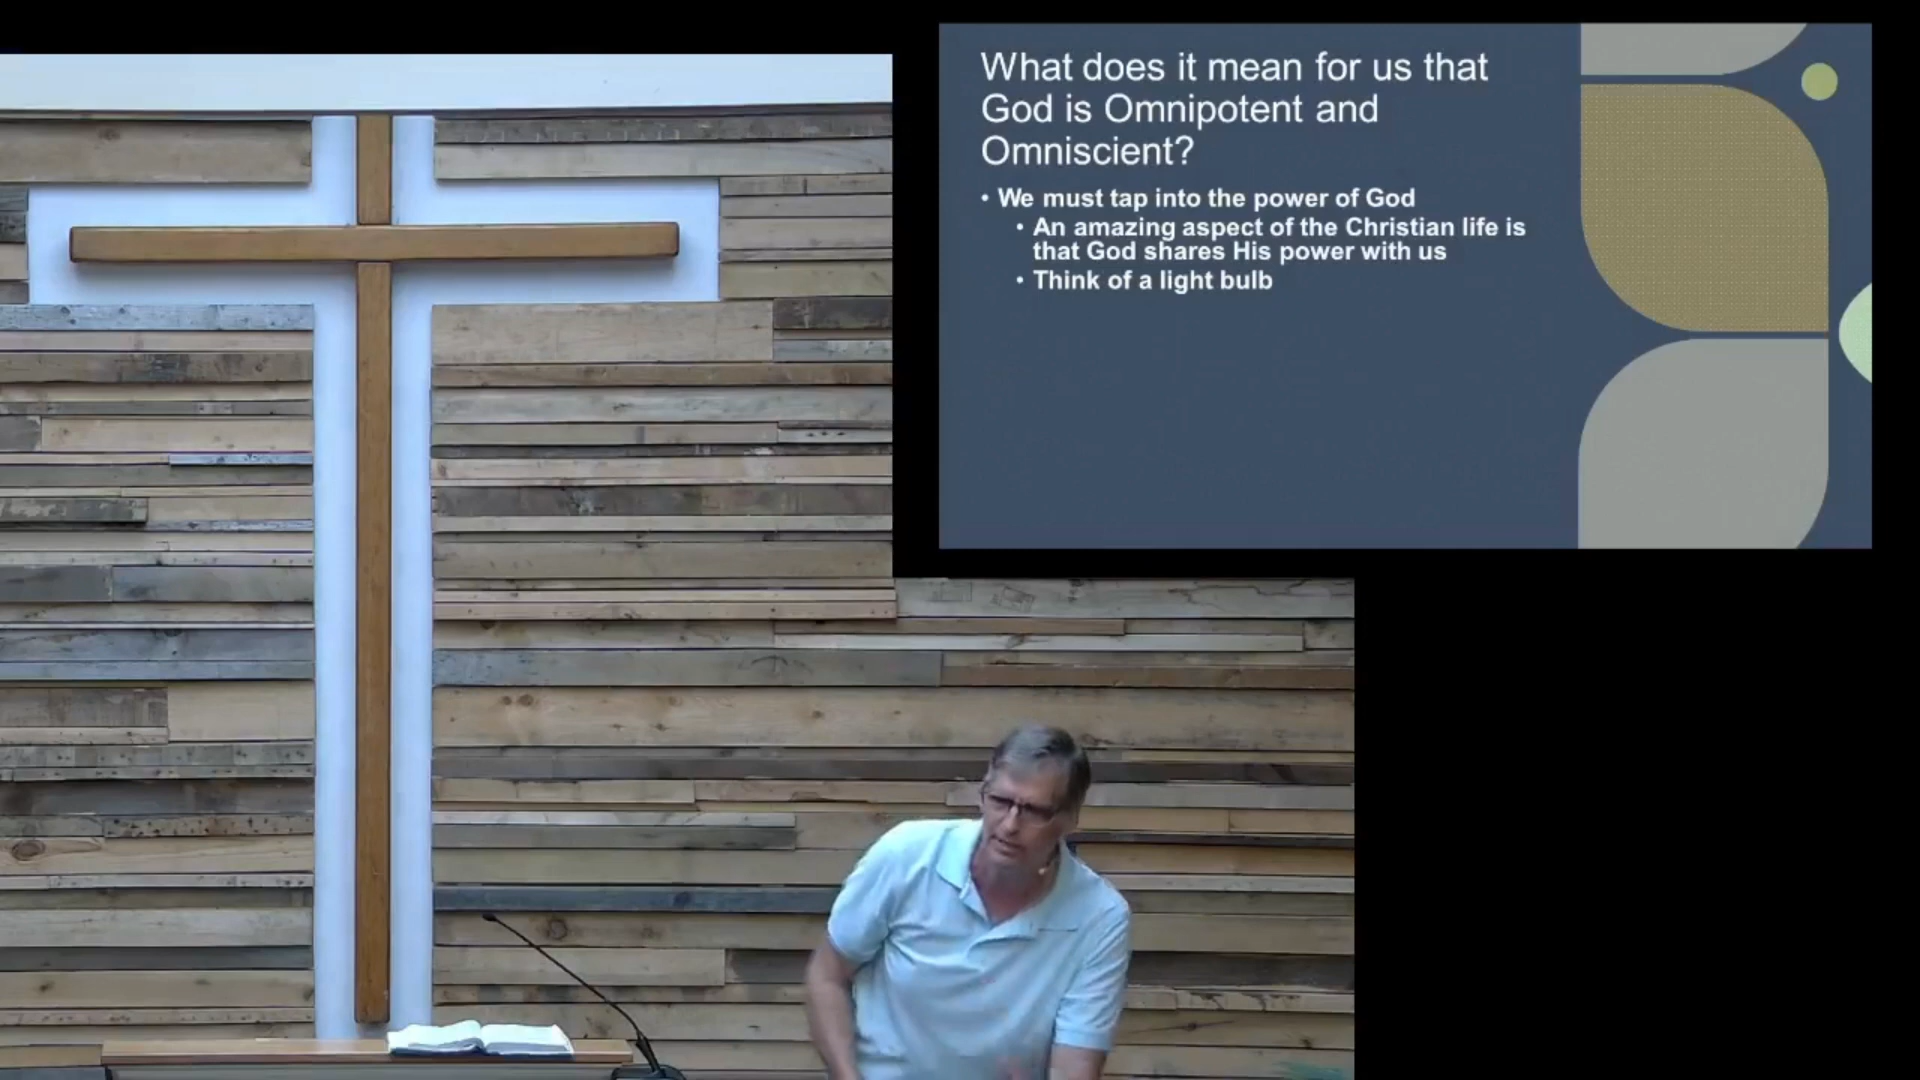 What does it mean for us that
God is Omnipotent and
Omniscient?
• We must tap into the power of God
• An amazing aspect of the Christian life is
that God shares His power with us
• Think of a light bulb